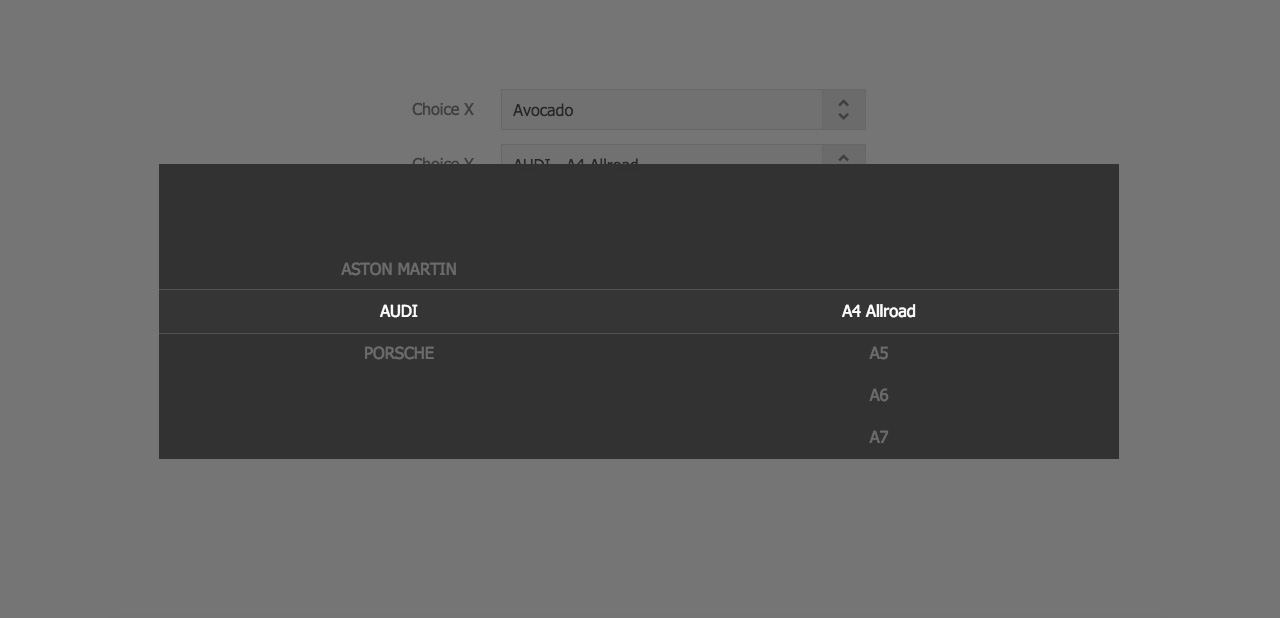 Choice X Avocado
Choice Y AUDI - A4 Allroad
ASTON MARTIN
AUDI A4 Allroad
PORSCHE A5
A6
A7